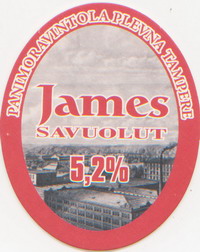 PANIMORAVINTOLA PLEVNA TAMPERE
James
SAVUOLUT
5,2%